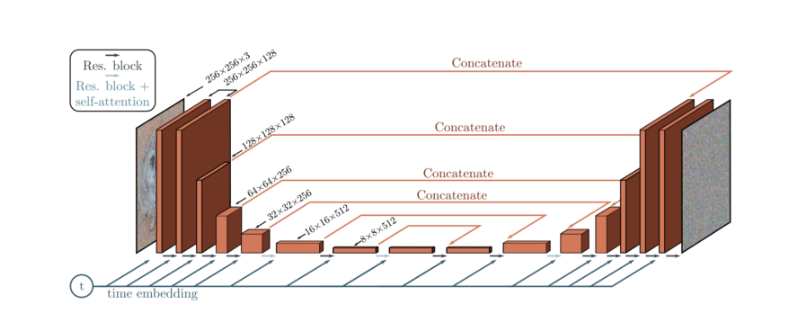 Res. block
Res. block +
self-attention
256×256×3
256×256×128
128×128×128
64×64×256
32×32×256
16×16×512
8×8×512
Concatenate
Concatenate
Concatenate
Concatenate
t
time embedding